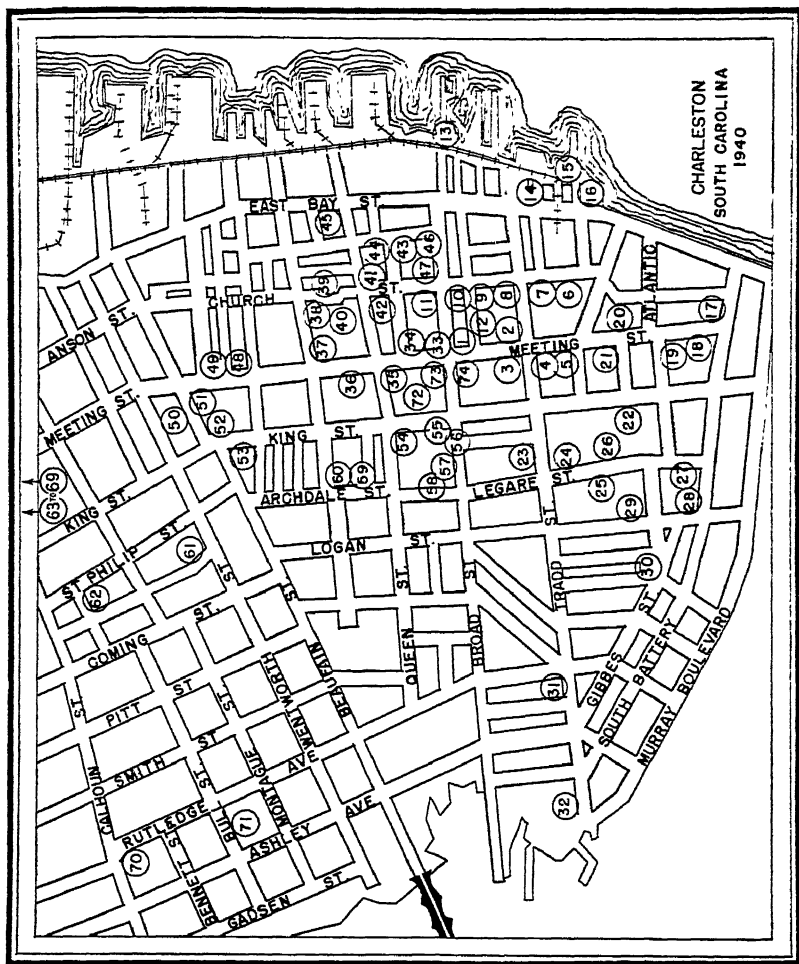 CHARLESTON
SOUTH CAROLINA
1940
EAST BAY ST.
CHURCH ST.
ANSON ST.
MEETING ST.
MEETING ST.
KING ST.
KING ST.
ARCHDALE ST.
LEGARE ST.
LOGAN ST.
ST PHILIP ST.
COMING ST.
PITT ST
SMITH ST
RUTLEDGE AVE
ASHLEY AVE
GADSEN ST
CALHOUN ST.
BENNETT ST
BULL ST.
MONTAGUE ST.
WENTWORTH ST.
BEAUFAIN ST.
QUEEN ST.
BROAD ST
TRADD ST.
GIBBES ST
SOUTH BATTERY
MURRAY BOULEVARD
ATLANTIC
1
2
3
4
5
6
7
8
9
10
11
12
13
14
15
16
17
18
19
20
21
22
23
24
25
26
27
28
29
30
31
32
33
34
35
36
37
38
39
40
41
42
43
44
45
46
47
48
49
50
51
52
53
54
55
56
57
58
59
60
61
62
63 TO 69
70
71
72
73
74